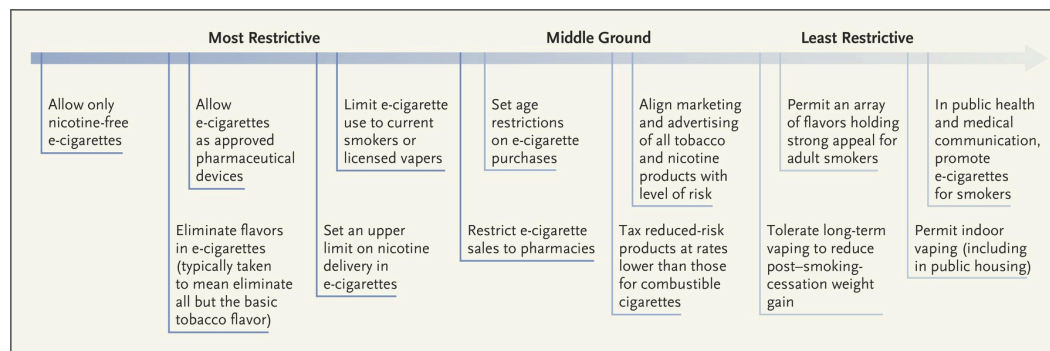 Most Restrictive
Middle Ground
Least Restrictive
Allow only
nicotine-free
e-cigarettes
Allow
e-cigarettes
as approved
pharmaceutical
devices
Limit e-cigarette
use to current
smokers or
licensed vapers
Set age
restrictions
on e-cigarette
purchases
Align marketing
and advertising
of all tobacco
and nicotine
products with
level of risk
Permit an array
of flavors holding
strong appeal for
adult smokers
In public health
and medical
communication,
promote
e-cigarettes
for smokers
Eliminate flavors
in e-cigarettes
(typically taken
to mean eliminate
all but the basic
tobacco flavor)
Set an upper
limit on nicotine
delivery in
e-cigarettes
Restrict e-cigarette
sales to pharmacies
Tax reduced-risk
products at rates
lower than those
for combustible
cigarettes
Tolerate long-term
vaping to reduce
post–smoking-
cessation weight
gain
Permit indoor
vaping (including
in public housing)